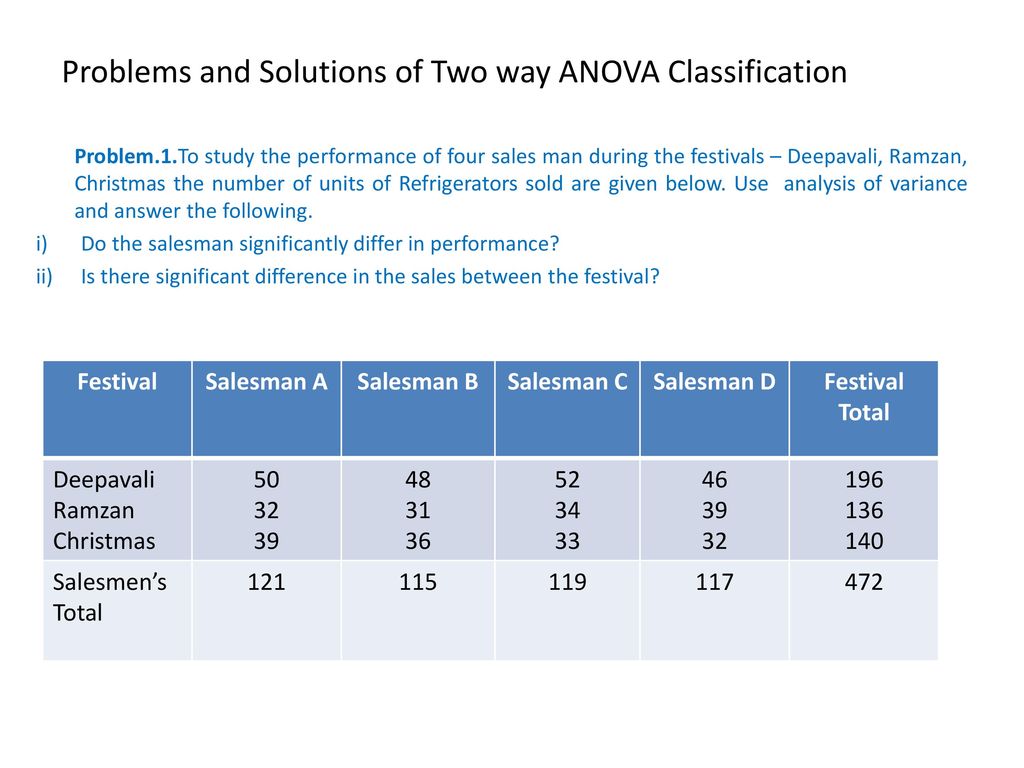 Problems and Solutions of Two way ANOVA Classification
Problem.1.To study the performance of four sales man during the festivals – Deepavali, Ramzan,
Christmas the number of units of Refrigerators sold are given below. Use analysis of variance
and answer the following.
i) Do the salesman significantly differ in performance?
ii) Is there significant difference in the sales between the festival?
Festival Salesman A Salesman B Salesman C Salesman D Festival
Total
Deepavali 50 48 52 46 196
Ramzan 32 31 34 39 136
Christmas 39 36 33 32 140
Salesmen’s 121 115 119 117 472
Total